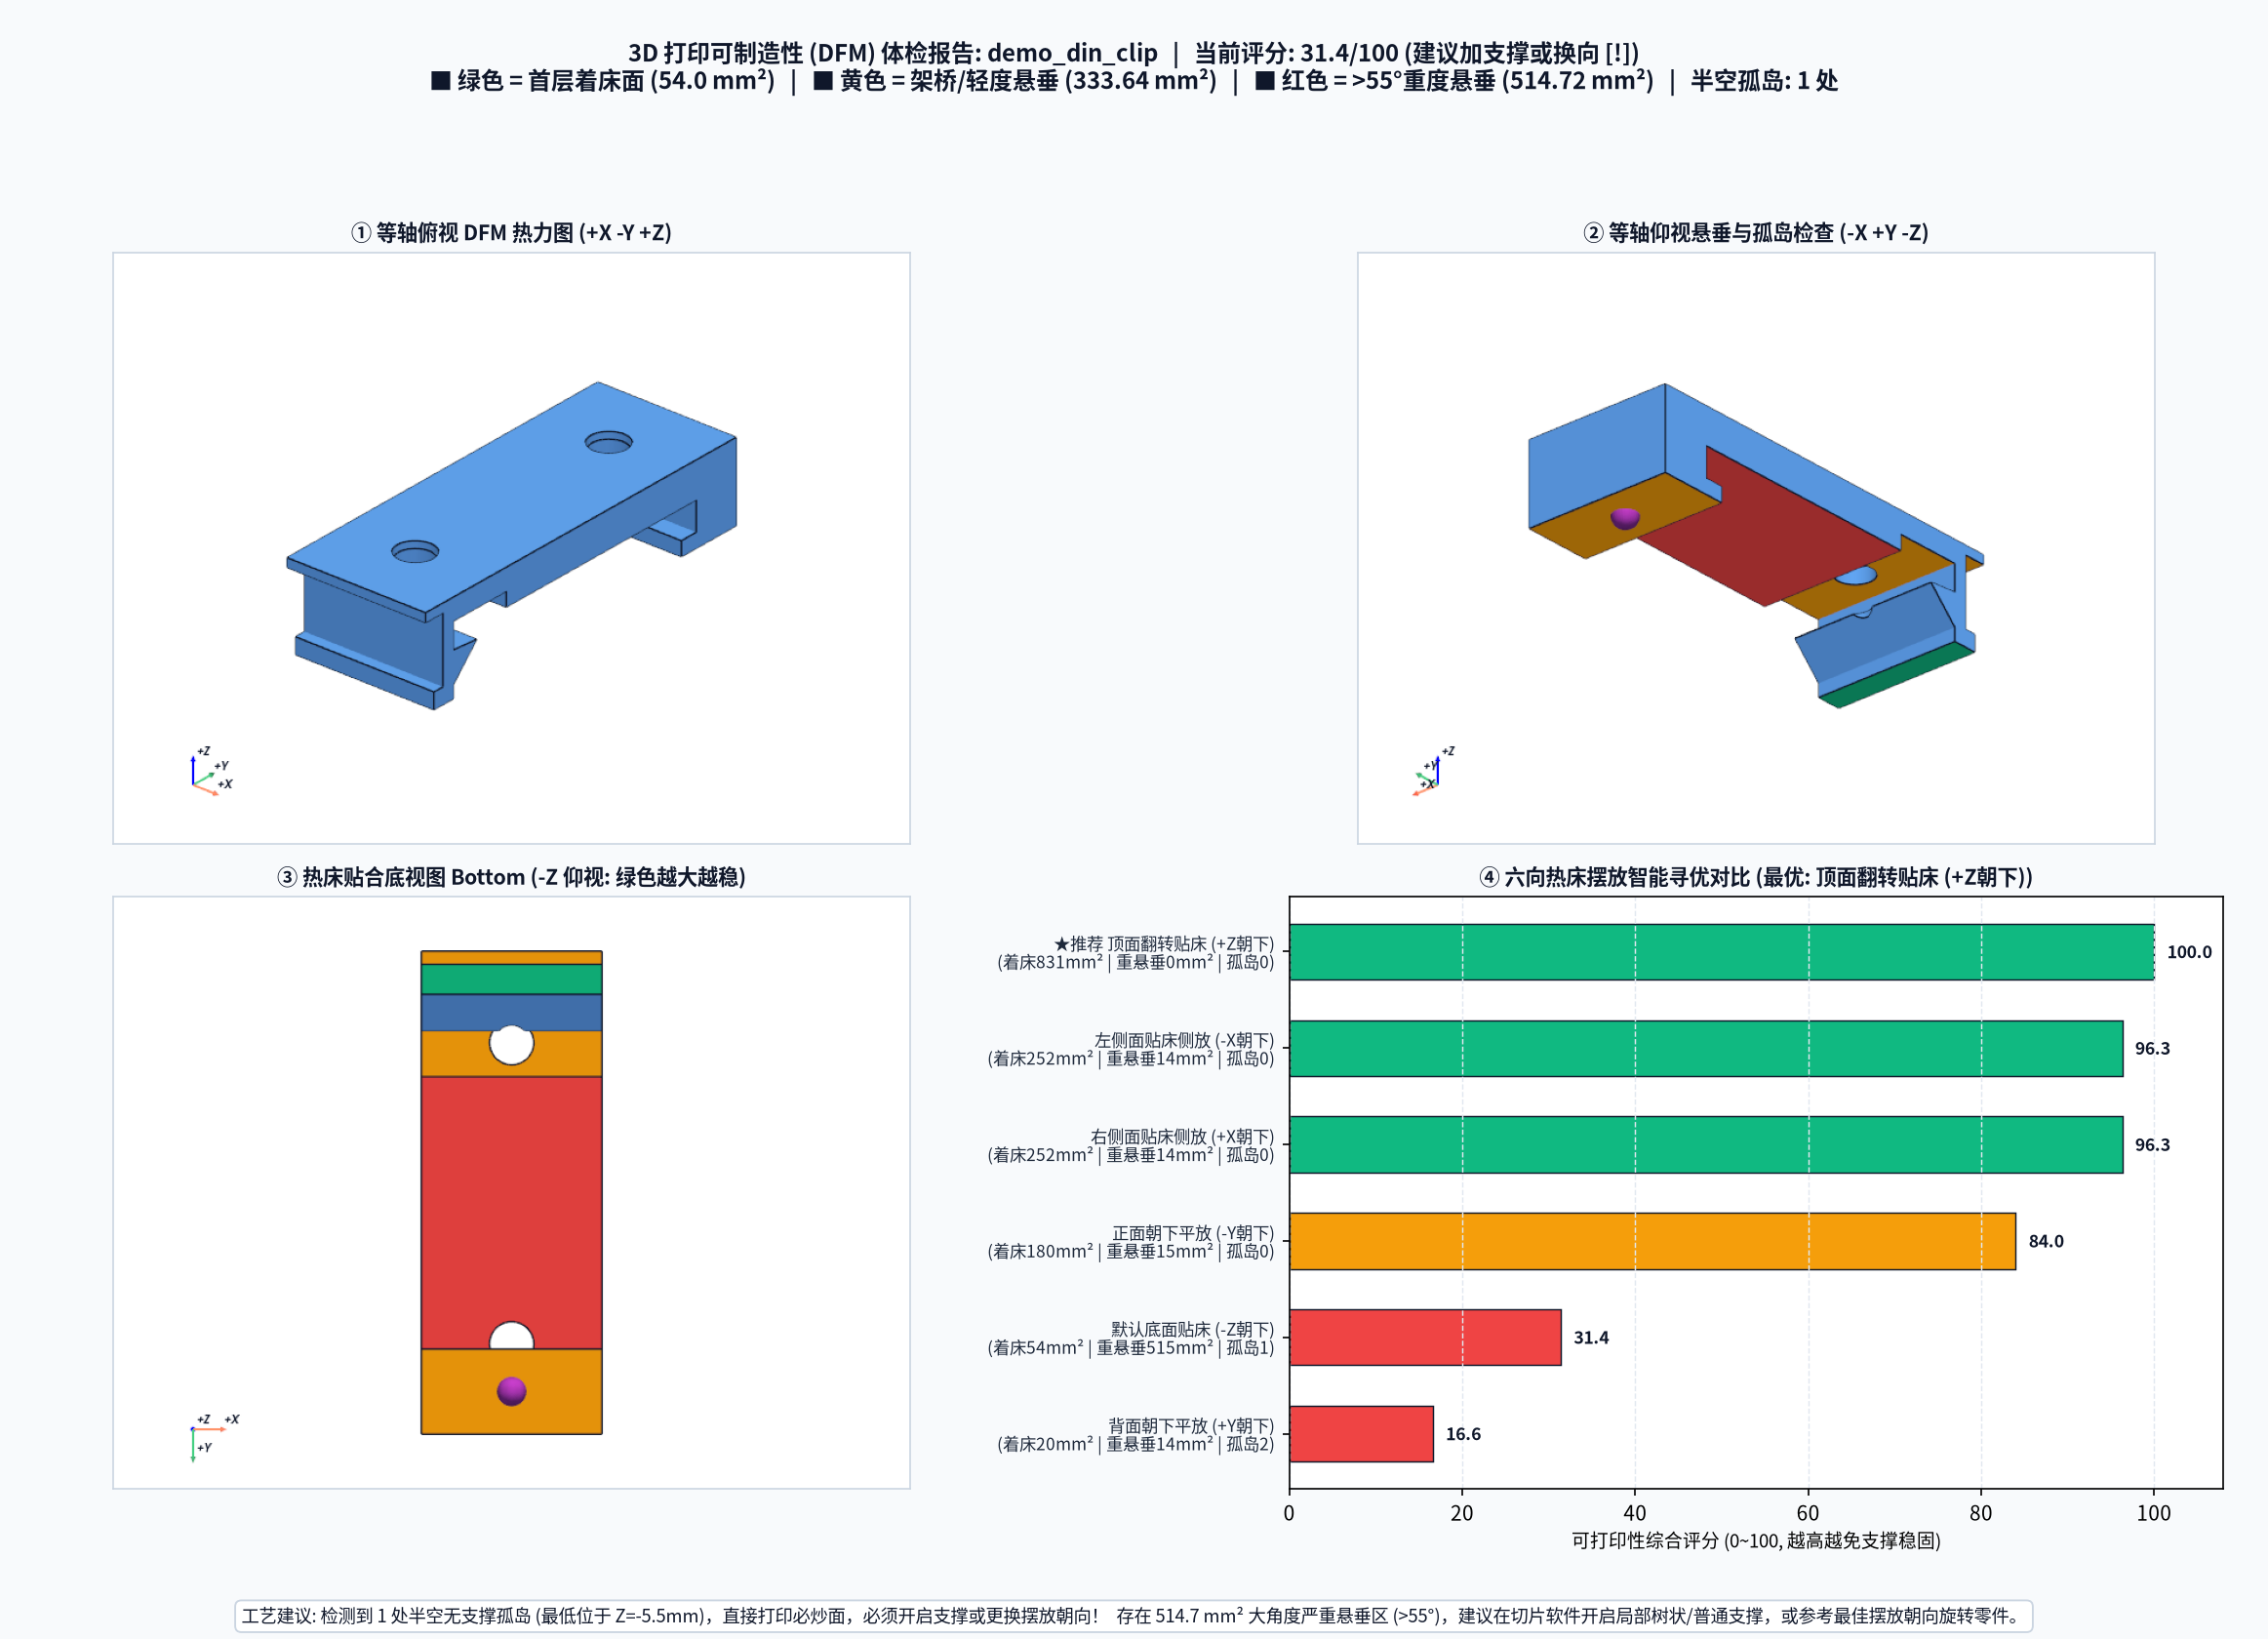 3D 打印可制造性 (DFM) 体检报告: demo_din_clip | 当前评分: 31.4/100 (建议加支撑或换向 [!])
■ 绿色 = 首层着床面 (54.0 mm²) | ■ 黄色 = 架桥/轻度悬垂 (333.64 mm²) | ■ 红色 = >55°重度悬垂 (514.72 mm²) | 半空孤岛: 1 处
① 等轴俯视 DFM 热力图 (+X -Y +Z)
+Z
+Y
+X
② 等轴仰视悬垂与孤岛检查 (-X +Y -Z)
+Z
+Y
+X
③ 热床贴合底视图 Bottom (-Z 仰视: 绿色越大越稳)
+Z +X
+Y
④ 六向热床摆放智能寻优对比 (最优: 顶面翻转贴床 (+Z朝下))
★推荐 顶面翻转贴床 (+Z朝下)
(着床831mm² | 重悬垂0mm² | 孤岛0)
100.0
左侧面贴床侧放 (-X朝下)
(着床252mm² | 重悬垂14mm² | 孤岛0)
96.3
右侧面贴床侧放 (+X朝下)
(着床252mm² | 重悬垂14mm² | 孤岛0)
96.3
正面朝下平放 (-Y朝下)
(着床180mm² | 重悬垂15mm² | 孤岛0)
84.0
默认底面贴床 (-Z朝下)
(着床54mm² | 重悬垂515mm² | 孤岛1)
31.4
背面朝下平放 (+Y朝下)
(着床20mm² | 重悬垂14mm² | 孤岛2)
16.6
0 20 40 60 80 100
可打印性综合评分 (0~100, 越高越免支撑稳固)
工艺建议: 检测到 1 处半空无支撑孤岛 (最低位于 Z=-5.5mm)，直接打印必炒面，必须开启支撑或更换摆放朝向！ 存在 514.7 mm² 大角度严重悬垂区 (>55°)，建议在切片软件开启局部树状/普通支撑，或参考最佳摆放朝向旋转零件。